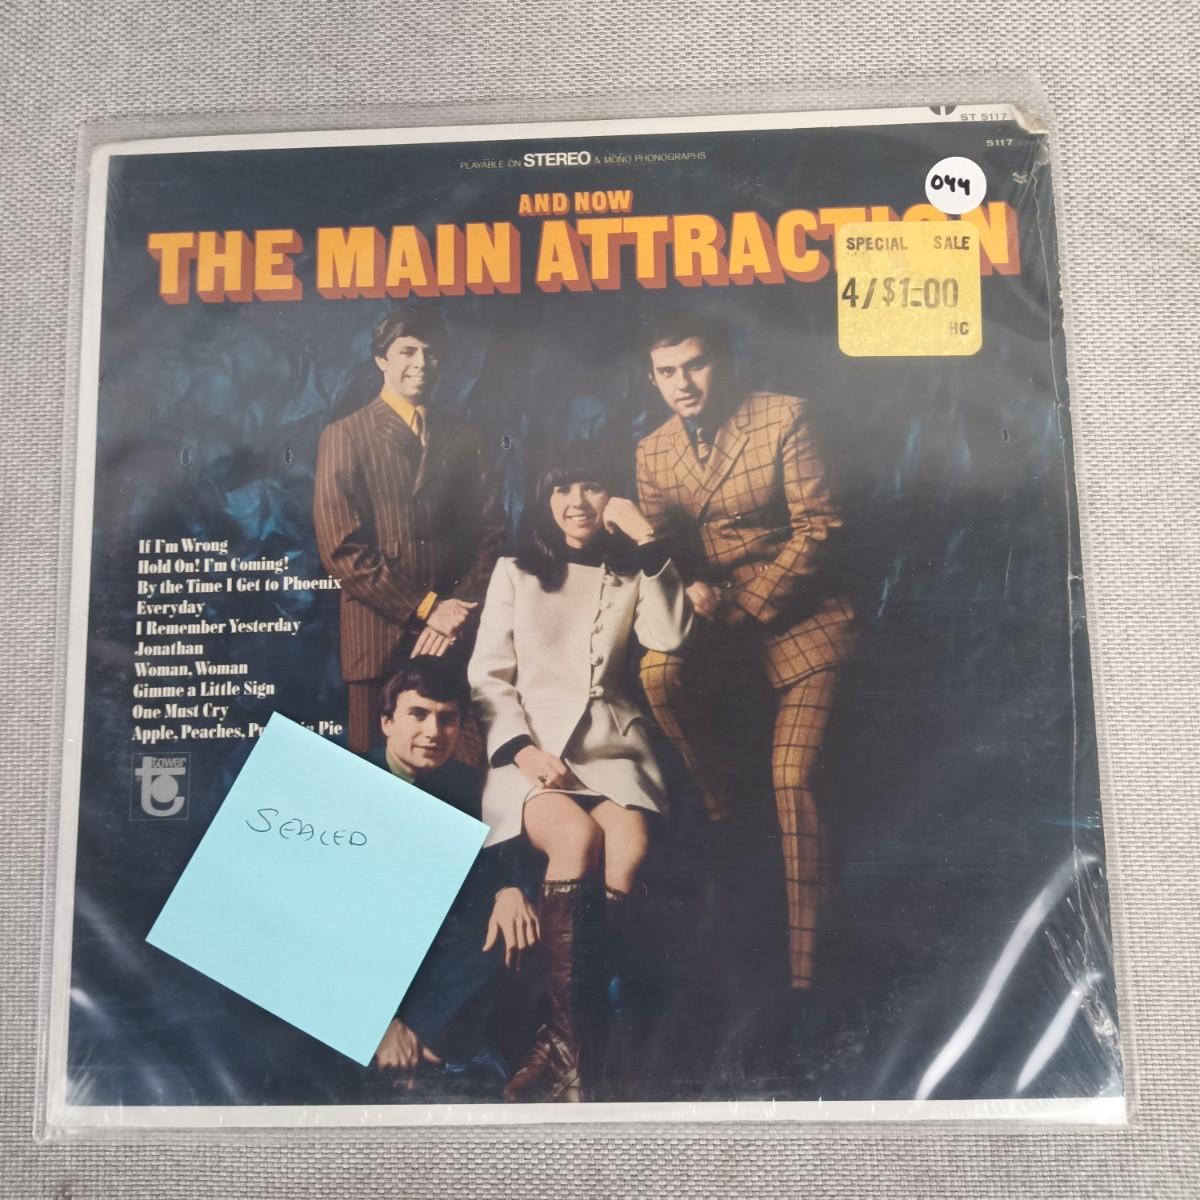 ST 5117
5117
PLAYABLE ON STEREO & MONO PHONOGRAPHS
044
AND NOW
THE MAIN ATTRACTION
SPECIAL SALE
4/$1.00
HC
If I'm Wrong
Hold On! I'm Coming!
By the Time I Get to Phoenix
Everyday
I Remember Yesterday
Jonathan
Woman, Woman
Gimme a Little Sign
One Must Cry
Apple, Peaches, Pumpkin Pie
tower
SEALED